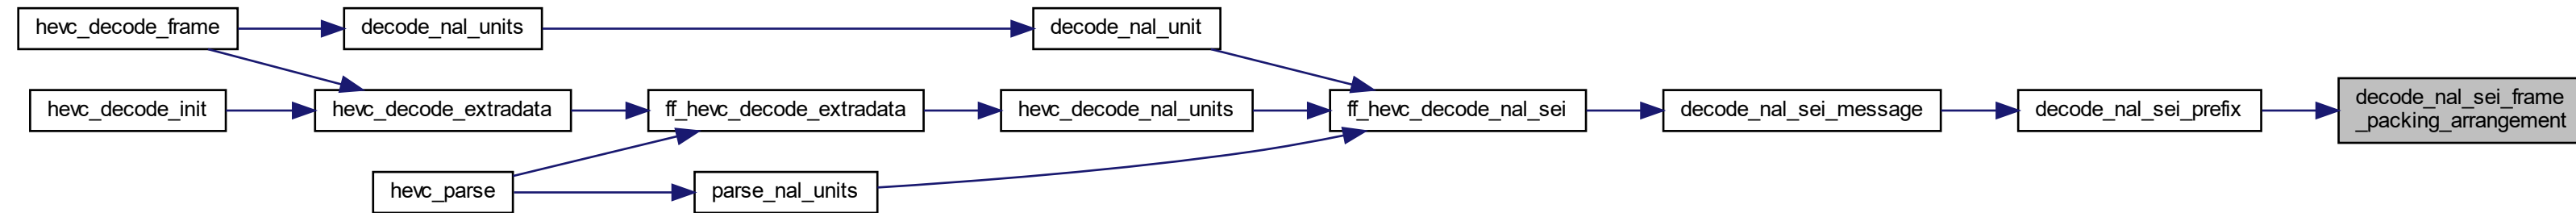 hevc_decode_frame
decode_nal_units
decode_nal_unit
hevc_decode_init
hevc_decode_extradata
ff_hevc_decode_extradata
hevc_decode_nal_units
ff_hevc_decode_nal_sei
decode_nal_sei_message
decode_nal_sei_prefix
decode_nal_sei_frame
_packing_arrangement
hevc_parse
parse_nal_units